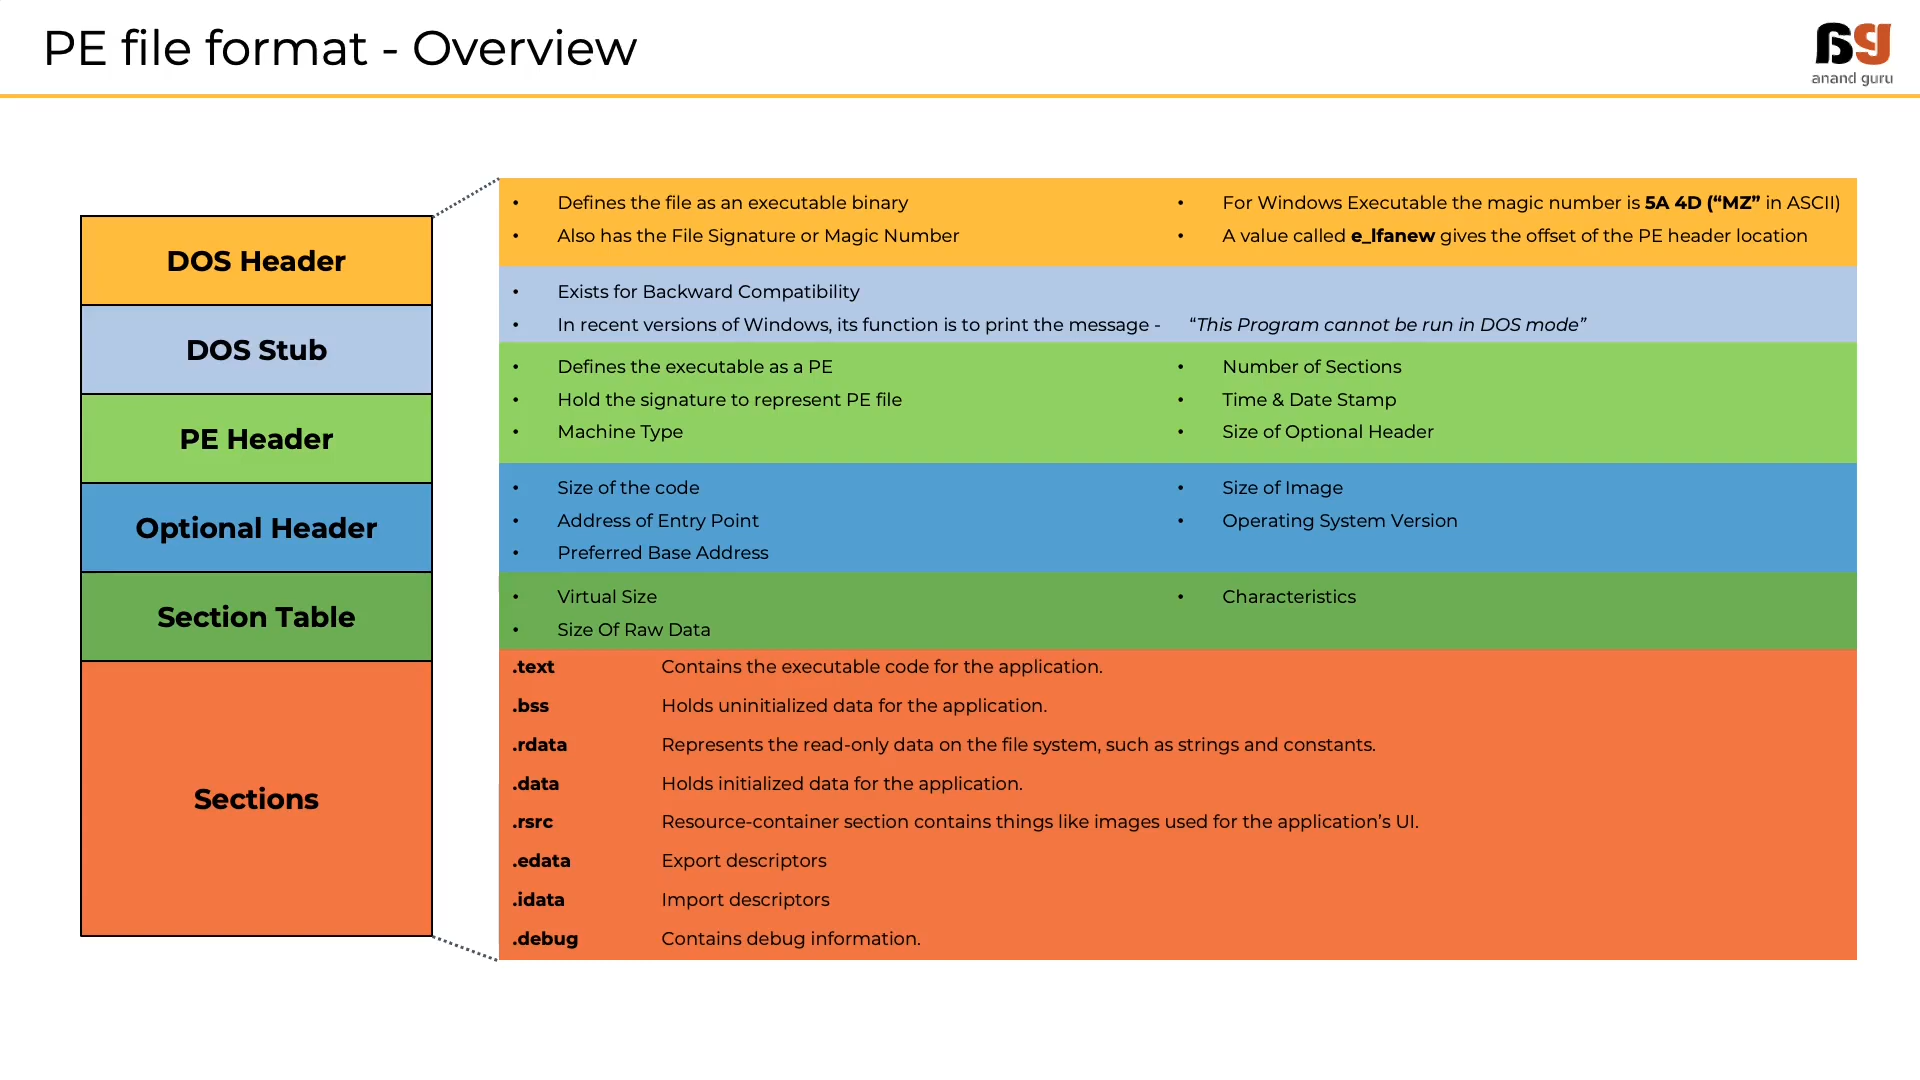 PE file format - Overview
anand guru
DOS Header
DOS Stub
PE Header
Optional Header
Section Table
Sections
• Defines the file as an executable binary
• Also has the File Signature or Magic Number
• For Windows Executable the magic number is 5A 4D (“MZ” in ASCII)
• A value called e_lfanew gives the offset of the PE header location
• Exists for Backward Compatibility
• In recent versions of Windows, its function is to print the message - “This Program cannot be run in DOS mode”
• Defines the executable as a PE
• Hold the signature to represent PE file
• Machine Type
• Number of Sections
• Time & Date Stamp
• Size of Optional Header
• Size of the code
• Address of Entry Point
• Preferred Base Address
• Size of Image
• Operating System Version
• Virtual Size
• Size Of Raw Data
• Characteristics
.text Contains the executable code for the application.
.bss Holds uninitialized data for the application.
.rdata Represents the read-only data on the file system, such as strings and constants.
.data Holds initialized data for the application.
.rsrc Resource-container section contains things like images used for the application’s UI.
.edata Export descriptors
.idata Import descriptors
.debug Contains debug information.